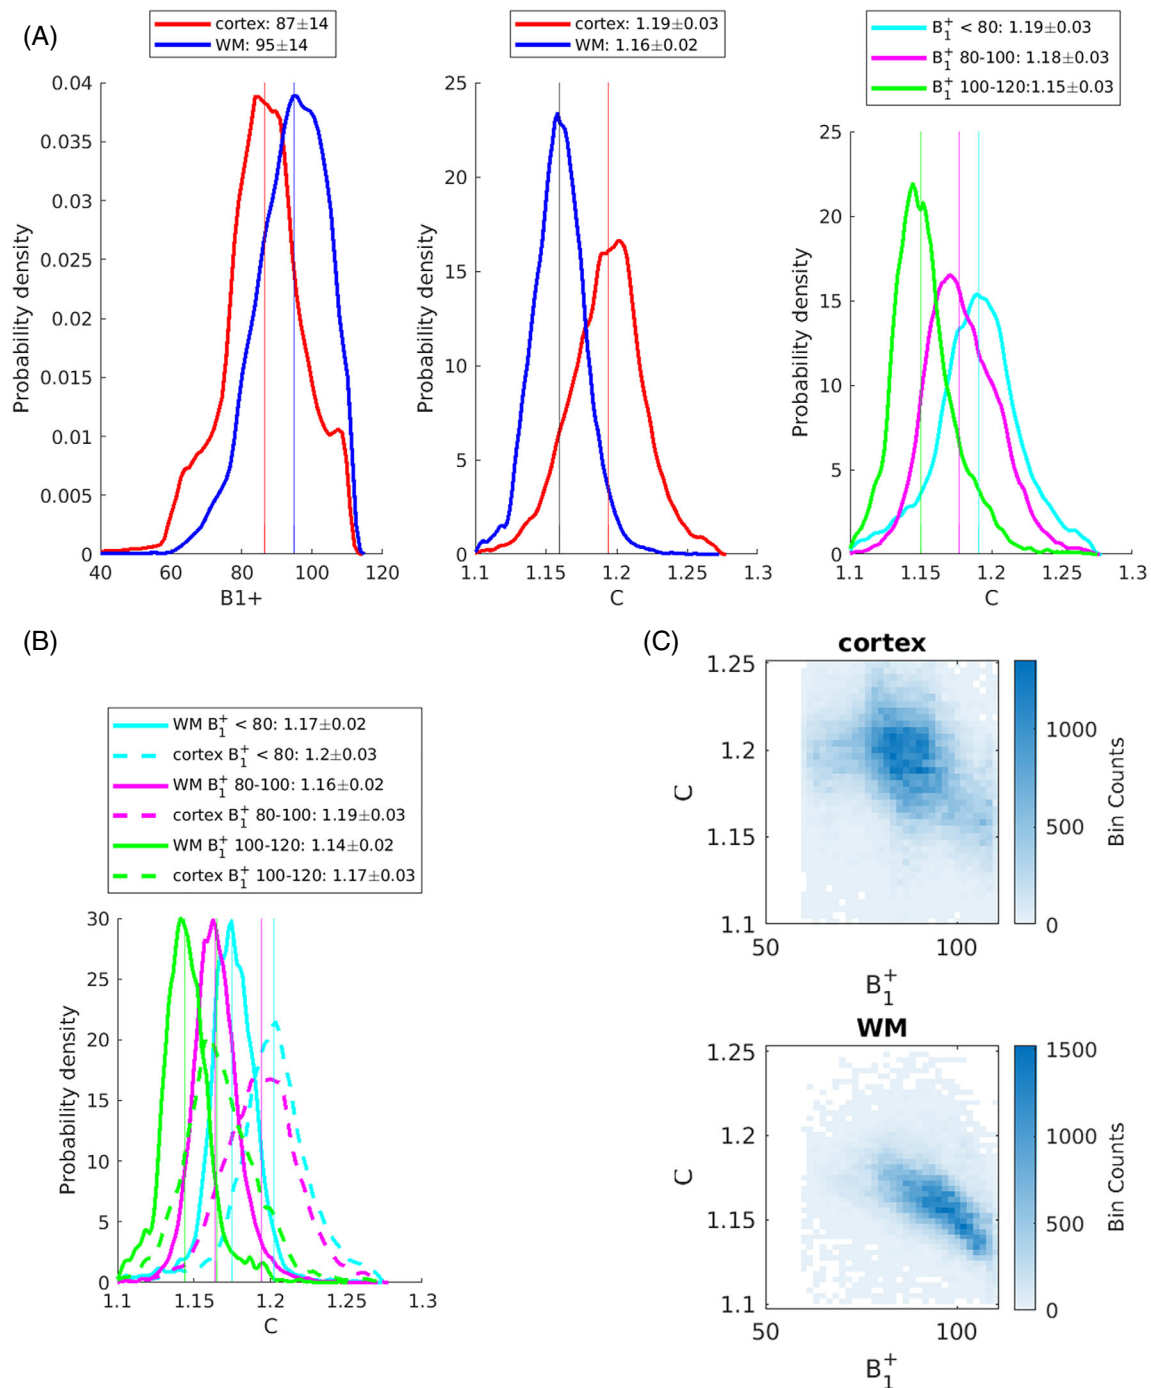 (A)
cortex: 87±14
WM: 95±14
0.04
0.035
0.03
0.025
0.02
0.015
0.01
0.005
0
40
60
80
100
120
B1+
Probability density
cortex: 1.19±0.03
WM: 1.16±0.02
25
20
15
10
5
0
1.1
1.15
1.2
1.3
C
Probability density
B₁⁺ < 80: 1.19±0.03
B₁⁺ 80-100: 1.18±0.03
B₁⁺ 100-120:1.15±0.03
25
20
15
10
5
0
1.1
1.15
1.2
1.25
1.3
C
Probability density
(B)
WM B₁⁺ < 80: 1.17±0.02
cortex B₁⁺ < 80: 1.2±0.03
WM B₁⁺ 80-100: 1.16±0.02
cortex B₁⁺ 80-100: 1.19±0.03
WM B₁⁺ 100-120: 1.14±0.02
cortex B₁⁺ 100-120: 1.17±0.03
30
25
20
15
10
5
0
1.1
1.15
1.2
1.25
1.3
C
Probability density
(C)
cortex
1.25
1.2
1.15
1.1
C
50
100
B₁⁺
1000
500
0
Bin Counts
WM
1.25
1.2
1.15
1.1
C
50
100
B₁⁺
1500
1000
500
0
Bin Counts